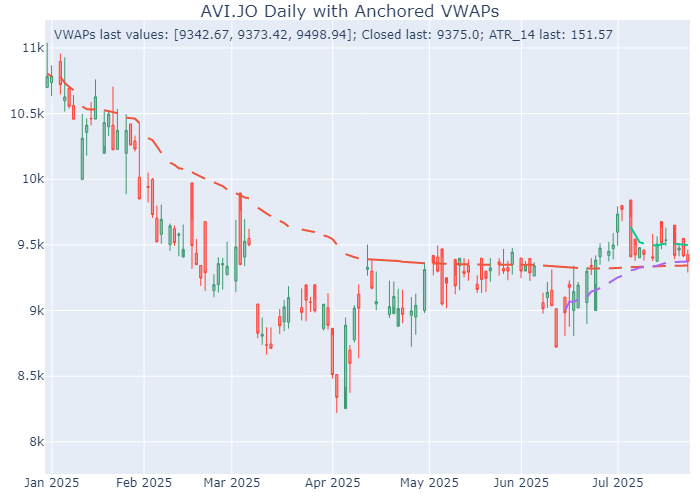 AVI.JO Daily with Anchored VWAPs
VWAPs last values: [9342.67, 9373.42, 9498.94]; Closed last: 9375.0; ATR_14 last: 151.57
11k
10.5k
10k
9.5k
9k
8.5k
8k
Jan 2025 Feb 2025 Mar 2025 Apr 2025 May 2025 Jun 2025 Jul 2025